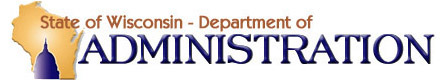 State of Wisconsin - Department of
ADMINISTRATION